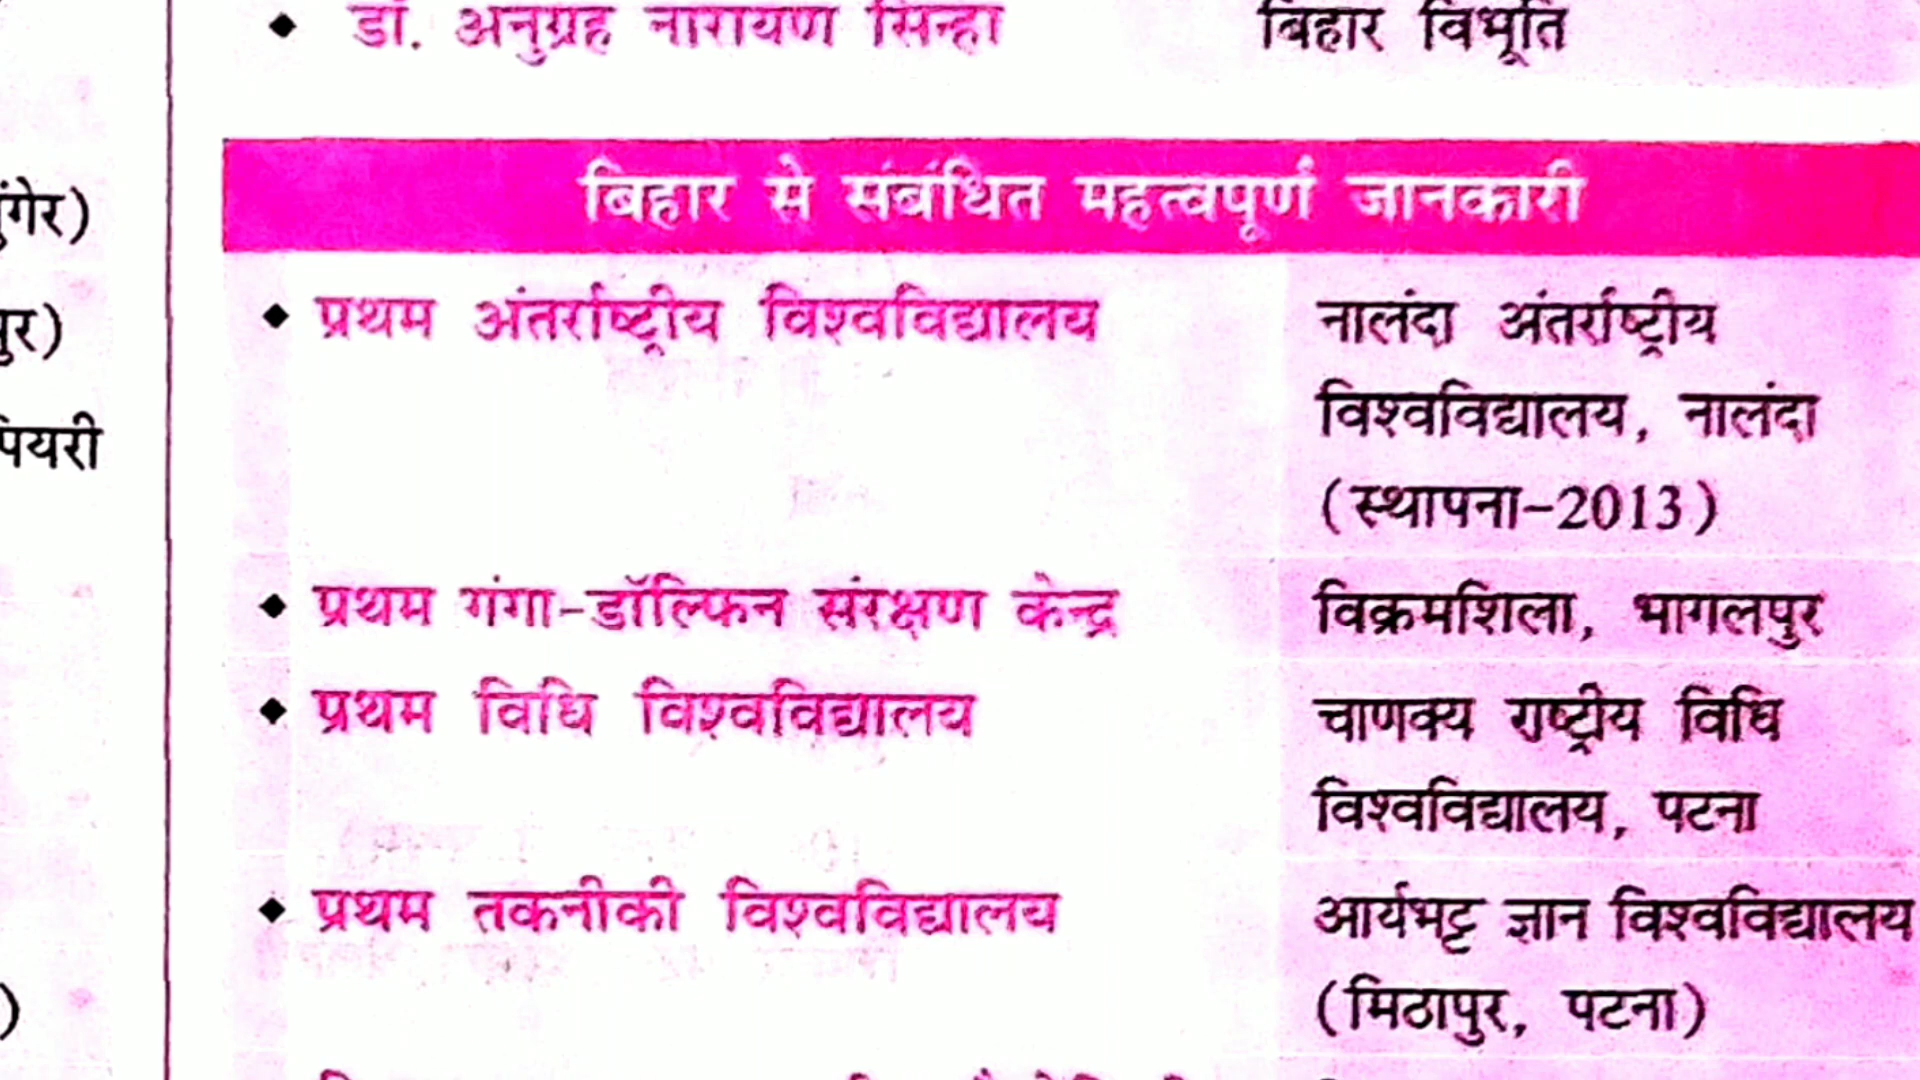 ◆ डॉ. अनुग्रह नारायण सिन्हा बिहार विभूति
बिहार से संबंधित महत्वपूर्ण जानकारी
◆ प्रथम अंतर्राष्ट्रीय विश्वविद्यालय नालंदा अंतर्राष्ट्रीय
विश्वविद्यालय, नालंदा
(स्थापना-2013)
◆ प्रथम गंगा-डॉल्फिन संरक्षण केन्द्र विक्रमशिला, भागलपुर
◆ प्रथम विधि विश्वविद्यालय चाणक्य राष्ट्रीय विधि
विश्वविद्यालय, पटना
◆ प्रथम तकनीकी विश्वविद्यालय आर्यभट्ट ज्ञान विश्वविद्यालय
(मिठापुर, पटना)